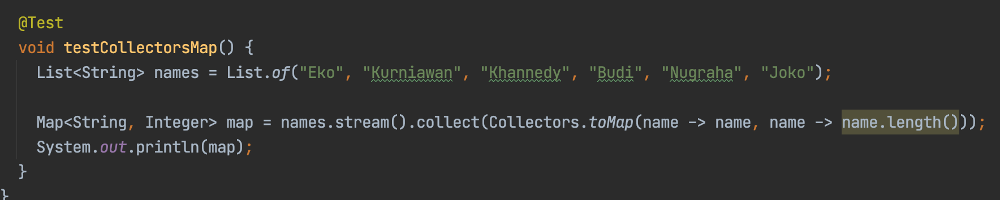 @Test
void testCollectorsMap() {
List<String> names = List.of("Eko", "Kurniawan", "Khannedy", "Budi", "Nugraha", "Joko");
Map<String, Integer> map = names.stream().collect(Collectors.toMap(name -> name, name -> name.length()));
System.out.println(map);
}
}